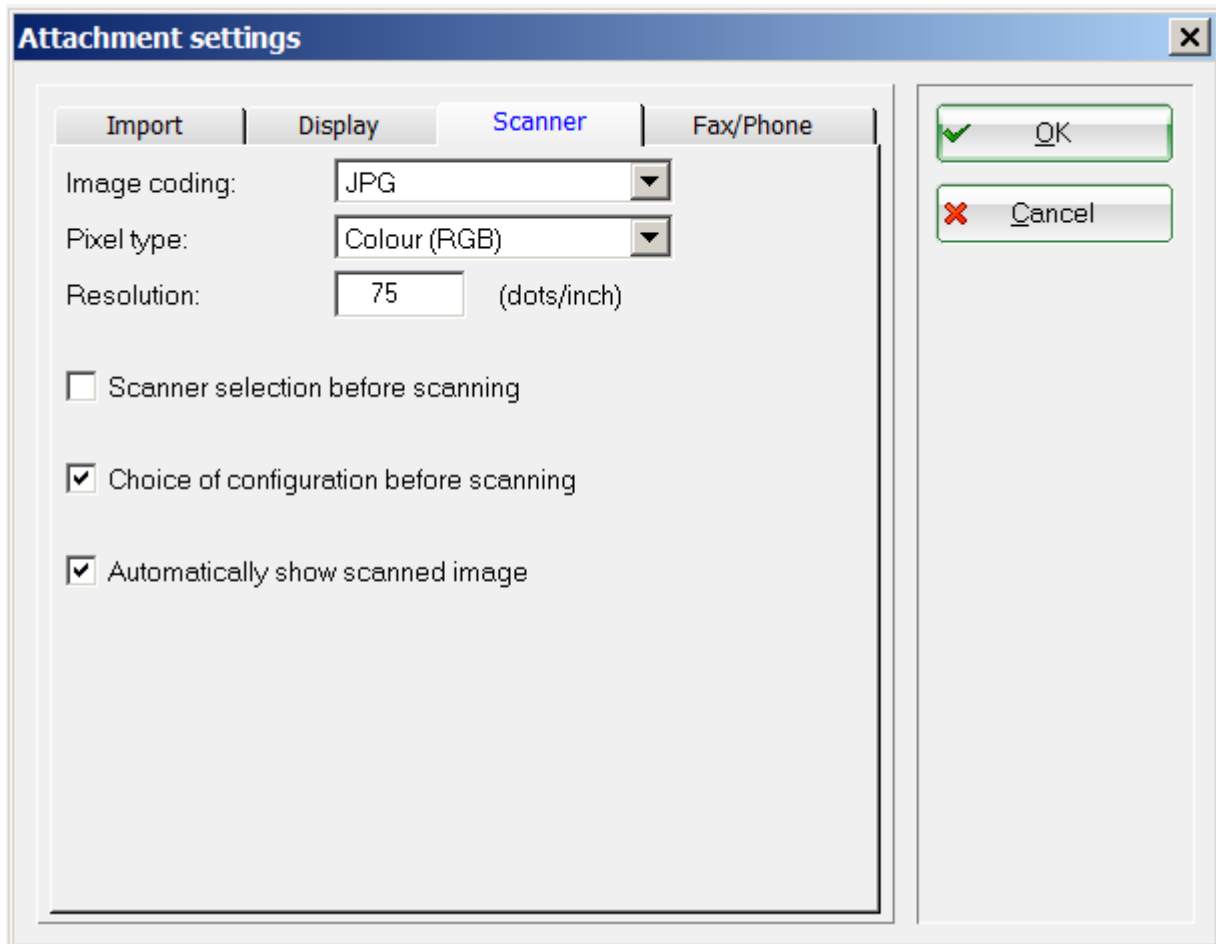 Attachment settings
Import Display Scanner Fax/Phone
Image coding: JPG
Pixel type: Colour (RGB)
Resolution: 75 (dots/inch)
Scanner selection before scanning
Choice of configuration before scanning
Automatically show scanned image
OK
Cancel